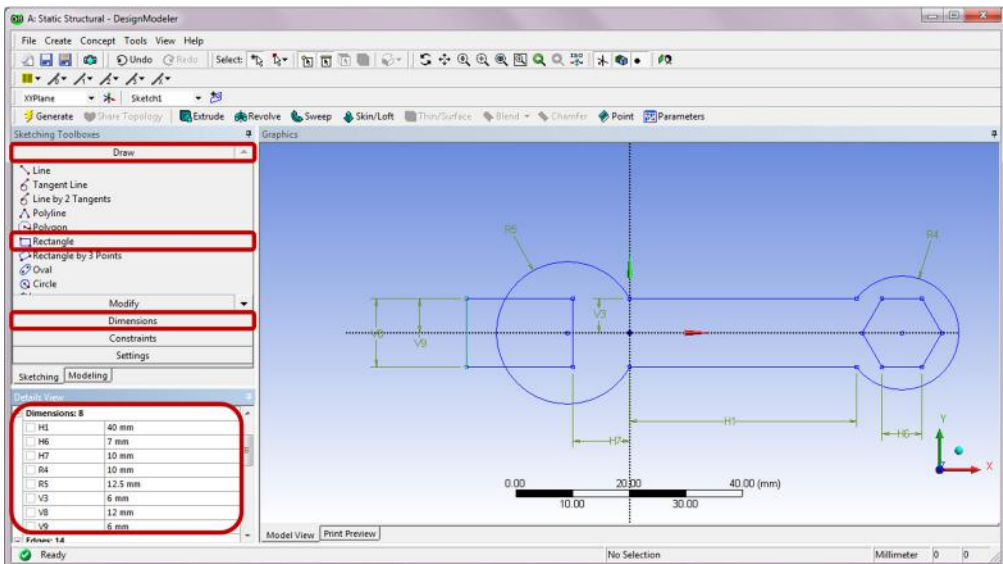 A: Static Structural - DesignModeler
File Create Concept Tools View Help
Undo Redo Select:
XYPlane Sketch1
Generate Share Topology Extrude Revolve Sweep Skin/Loft Thin/Surface Blend Chamfer Point Parameters
Sketching Toolboxes
Draw
Line
Tangent Line
Line by 2 Tangents
Polyline
Polygon
Rectangle
Rectangle by 3 Points
Oval
Circle
Modify
Dimensions
Constraints
Settings
Sketching Modeling
Details View
Dimensions: 8
H1 40 mm
H6 7 mm
H7 10 mm
R4 10 mm
R5 12.5 mm
V3 6 mm
V8 12 mm
V9 6 mm
Edges: 14
Graphics
R5
R4
V3
V8
V9
H1
H6
H7
Y
X
Z
0.00 20.00 40.00 (mm)
10.00 30.00
Model View Print Preview
Ready No Selection Millimeter 0 0